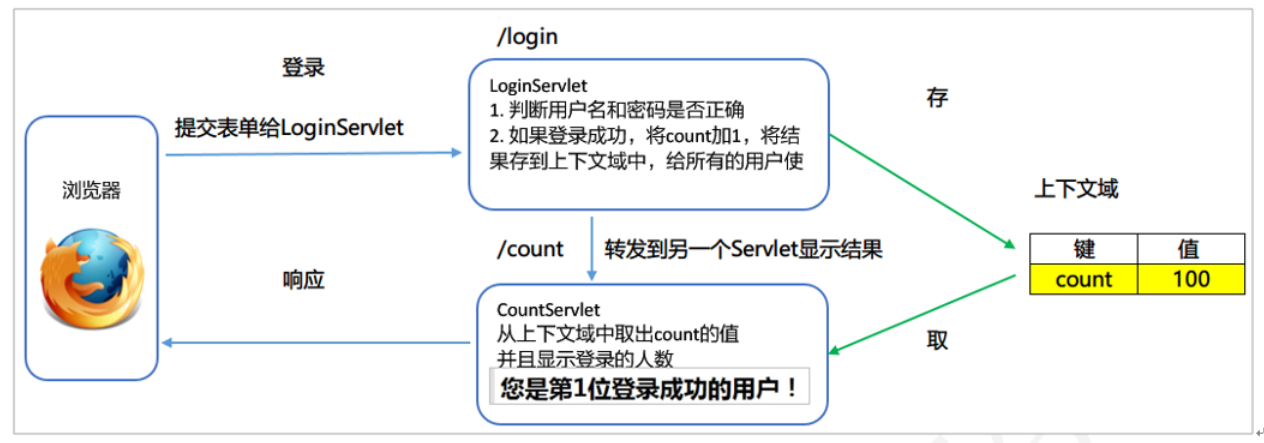 /login
登录
LoginServlet
1. 判断用户名和密码是否正确
2. 如果登录成功，将count加1，将结
果存到上下文域中，给所有的用户使
提交表单给LoginServlet
存
浏览器
上下文域
键 值
count 100
/count
转发到另一个Servlet显示结果
响应
CountServlet
从上下文域中取出count的值
并且显示登录的人数
您是第1位登录成功的用户！
取